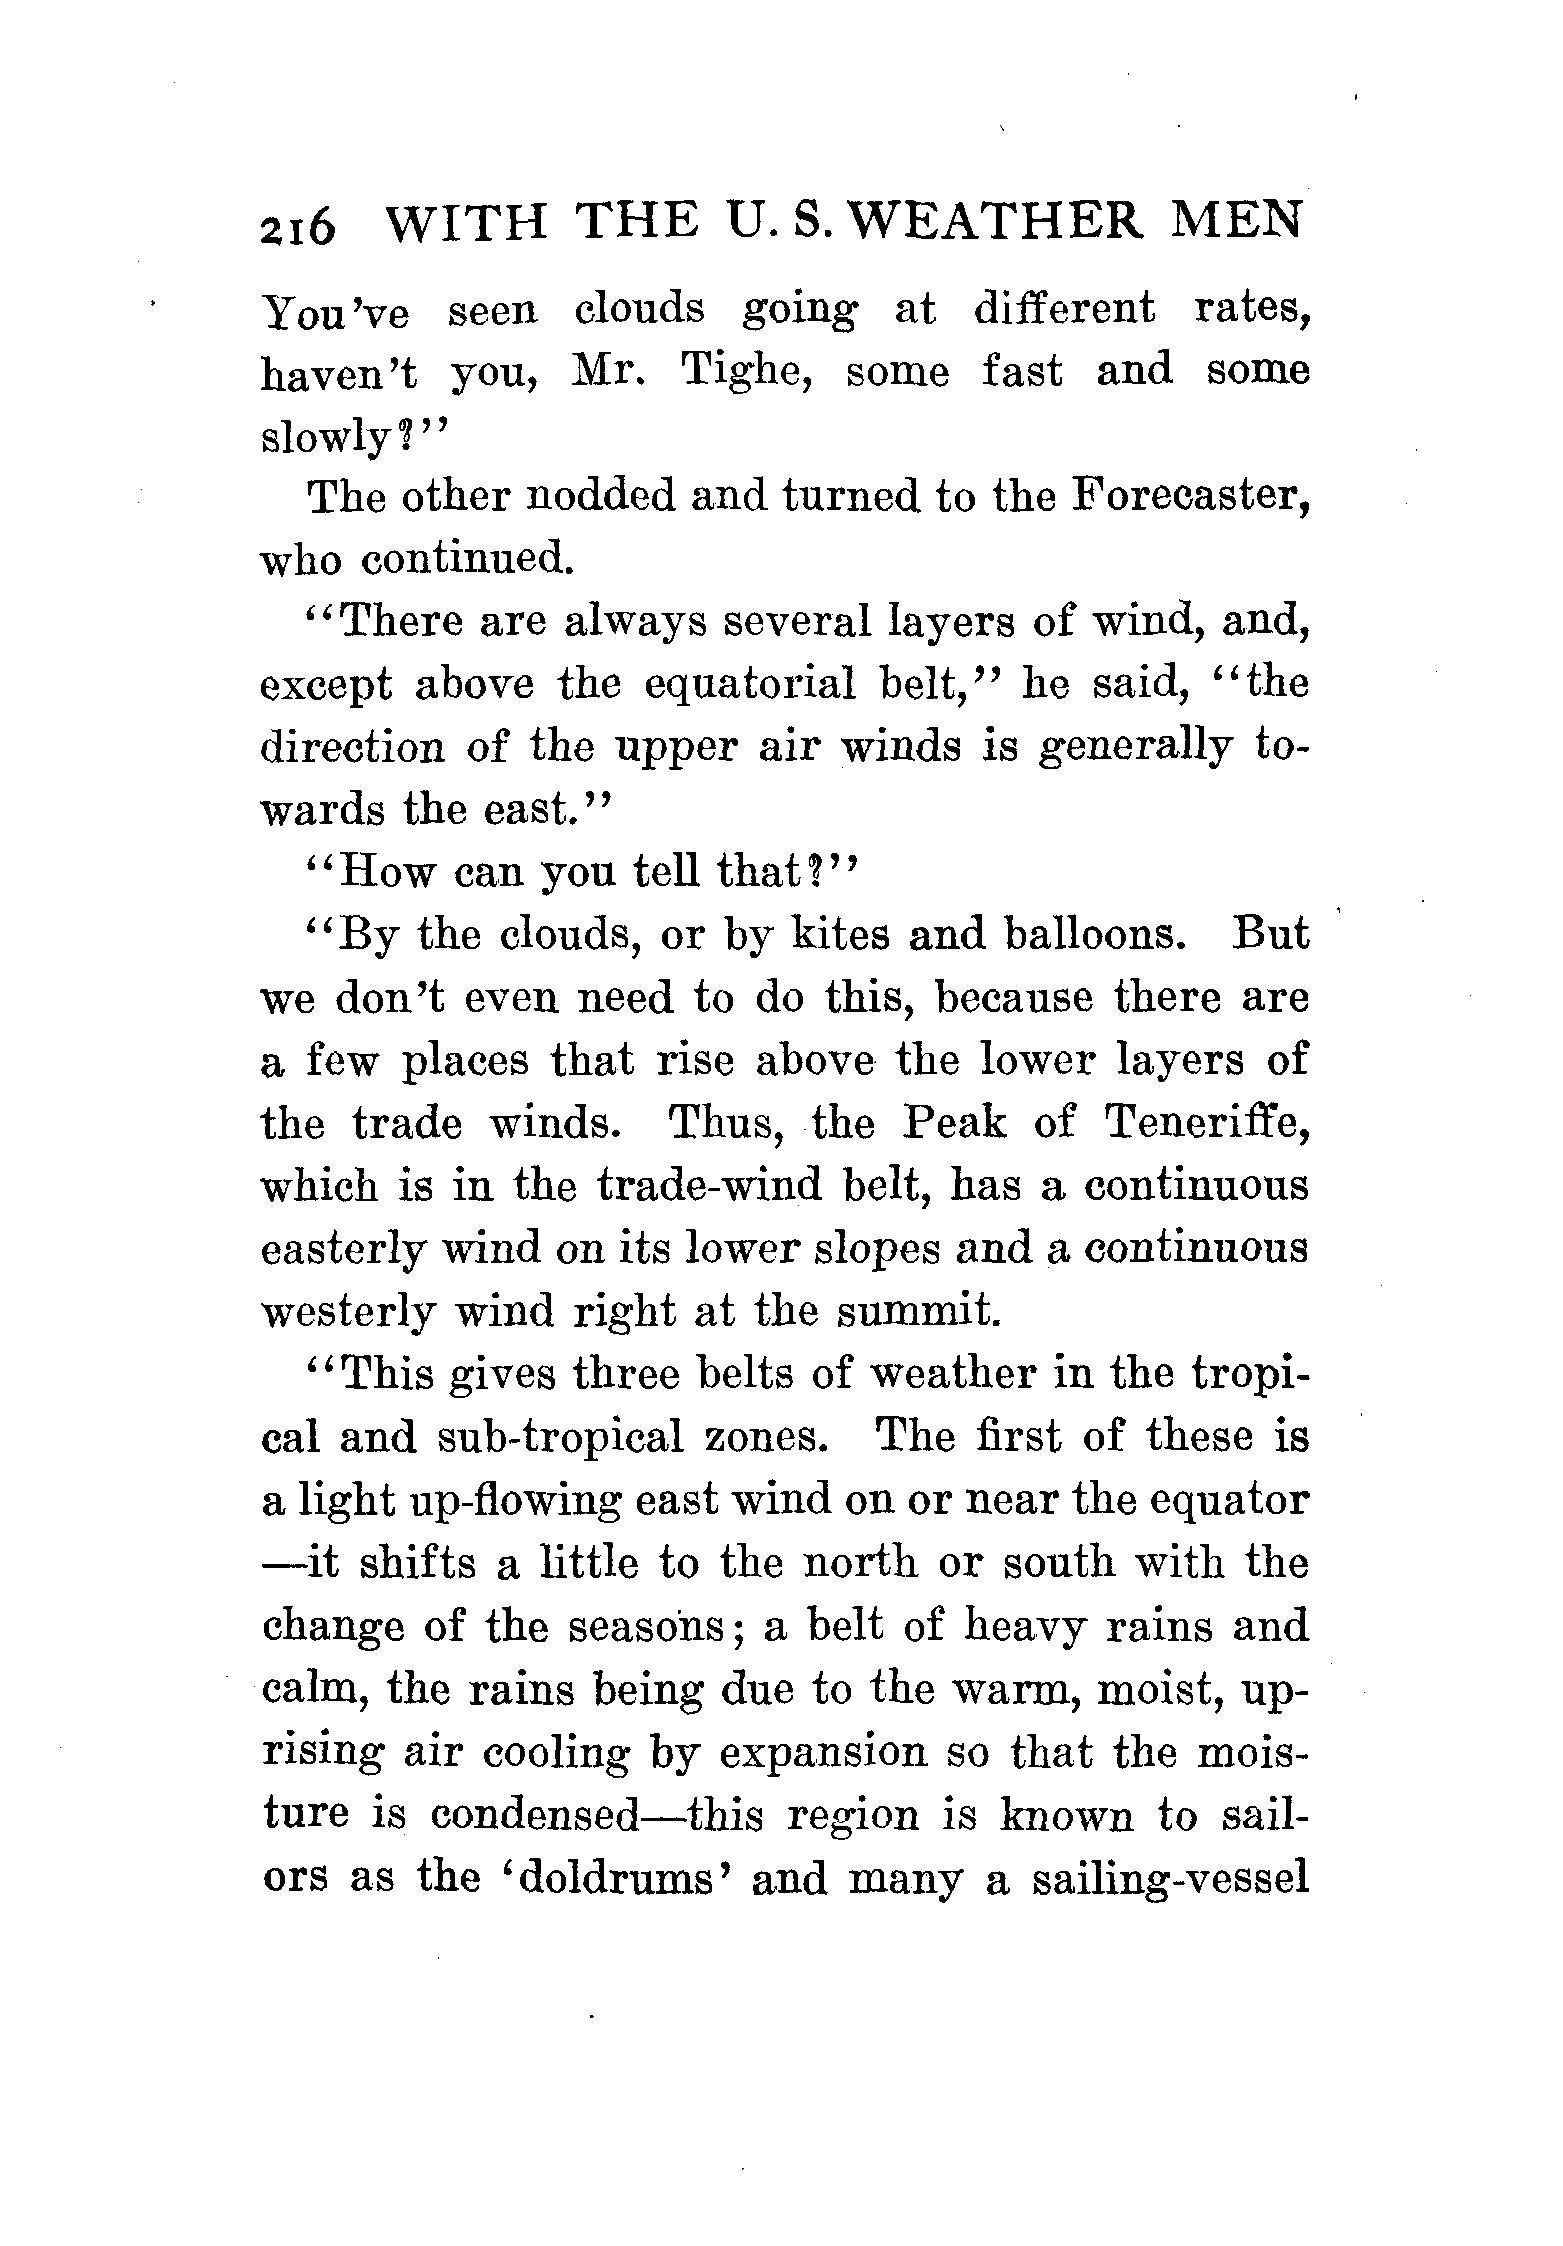 216 WITH THE U. S. WEATHER MEN
You've seen clouds going at different rates,
haven't you, Mr. Tighe, some fast and some
slowly?"
The other nodded and turned to the Forecaster,
who continued.
"There are always several layers of wind, and,
except above the equatorial belt," he said, "the
direction of the upper air winds is generally to-
wards the east."
"How can you tell that?"
"By the clouds, or by kites and balloons. But
we don't even need to do this, because there are
a few places that rise above the lower layers of
the trade winds. Thus, the Peak of Teneriffe,
which is in the trade-wind belt, has a continuous
easterly wind on its lower slopes and a continuous
westerly wind right at the summit.
"This gives three belts of weather in the tropi-
cal and sub-tropical zones. The first of these is
a light up-flowing east wind on or near the equator
—it shifts a little to the north or south with the
change of the seasons; a belt of heavy rains and
calm, the rains being due to the warm, moist, up-
rising air cooling by expansion so that the mois-
ture is condensed—this region is known to sail-
ors as the 'doldrums' and many a sailing-vessel